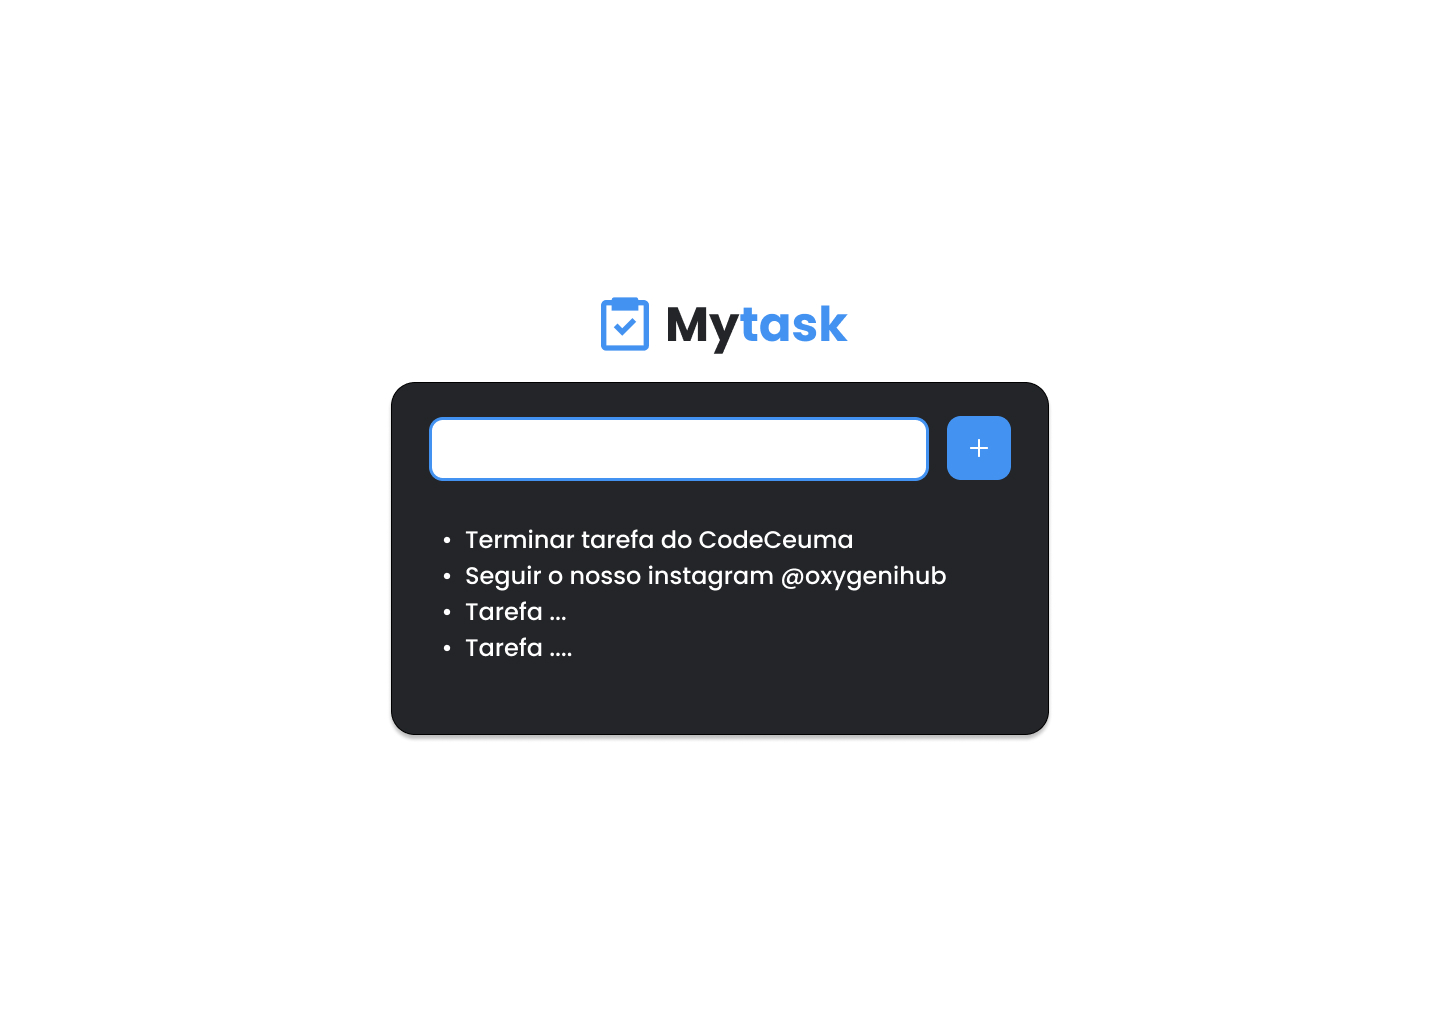 Mytask
• Terminar tarefa do CodeCeuma
• Seguir o nosso instagram @oxygenihub
• Tarefa ...
• Tarefa ....